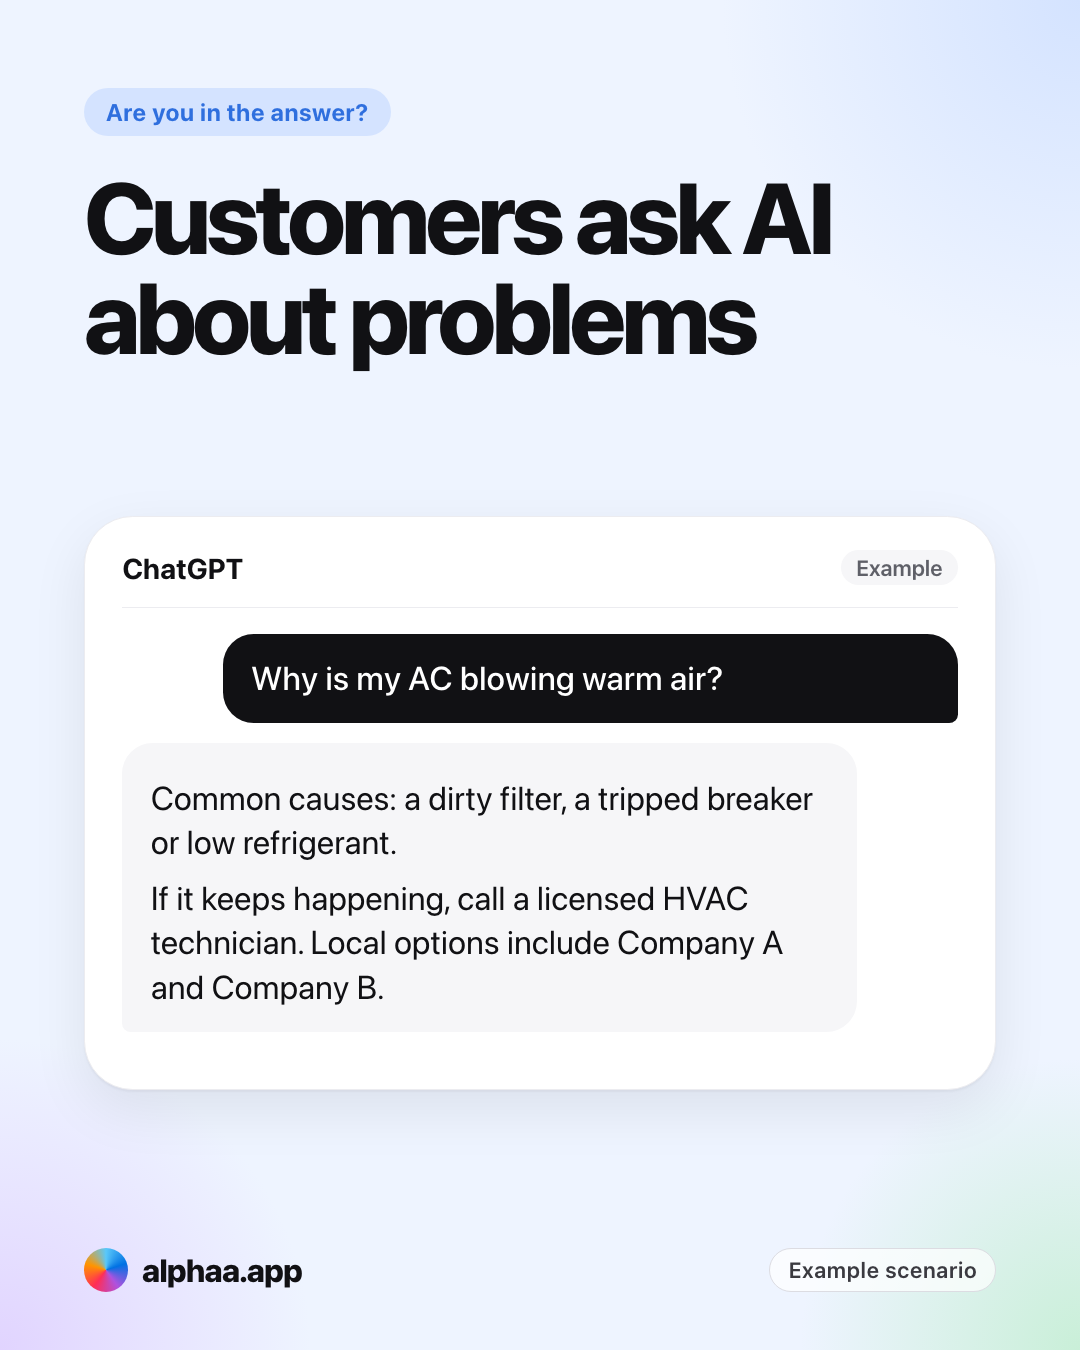 Are you in the answer?
Customers ask AI
about problems
ChatGPT
Example
Why is my AC blowing warm air?
Common causes: a dirty filter, a tripped breaker
or low refrigerant.
If it keeps happening, call a licensed HVAC
technician. Local options include Company A
and Company B.
alphaa.app
Example scenario